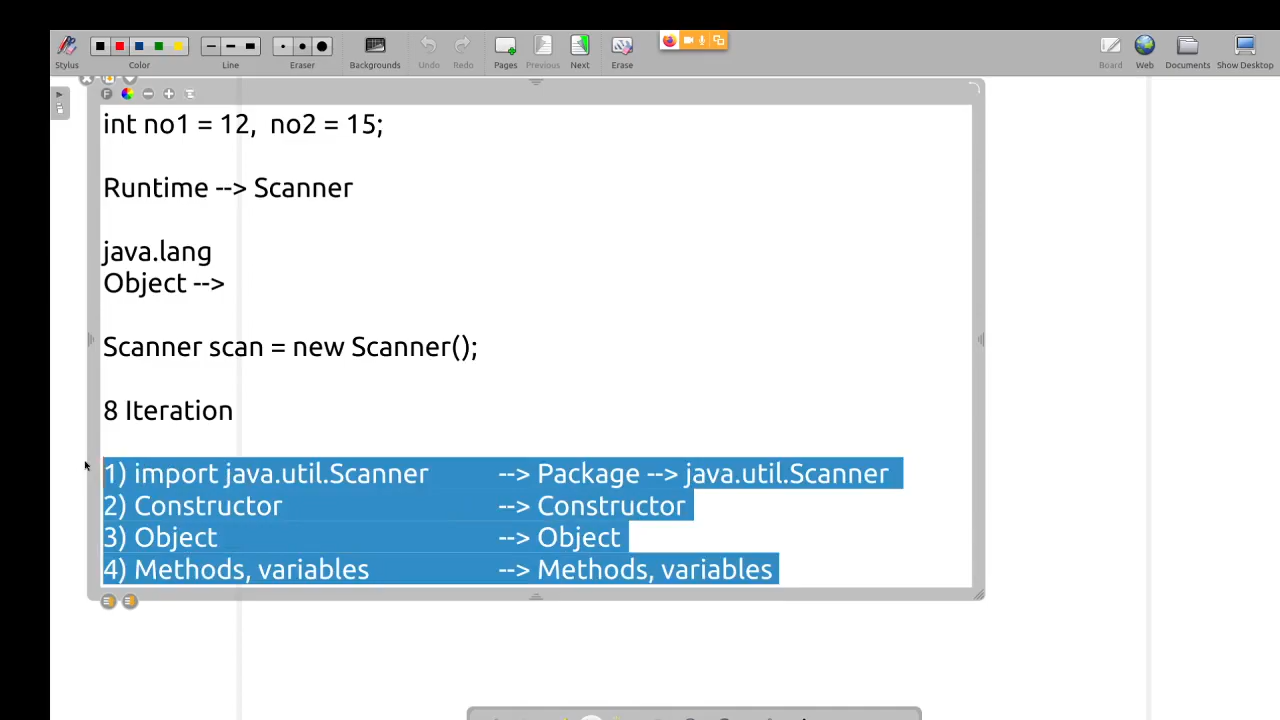 Stylus
Color
Line
Eraser
Backgrounds
Undo
Redo
Pages
Previous
Next
Erase
Board
Web
Documents
Show Desktop
int no1 = 12,  no2 = 15;
Runtime --> Scanner
java.lang
Object -->
Scanner scan = new Scanner();
8 Iteration
1) import java.util.Scanner --> Package --> java.util.Scanner
2) Constructor --> Constructor
3) Object --> Object
4) Methods, variables --> Methods, variables